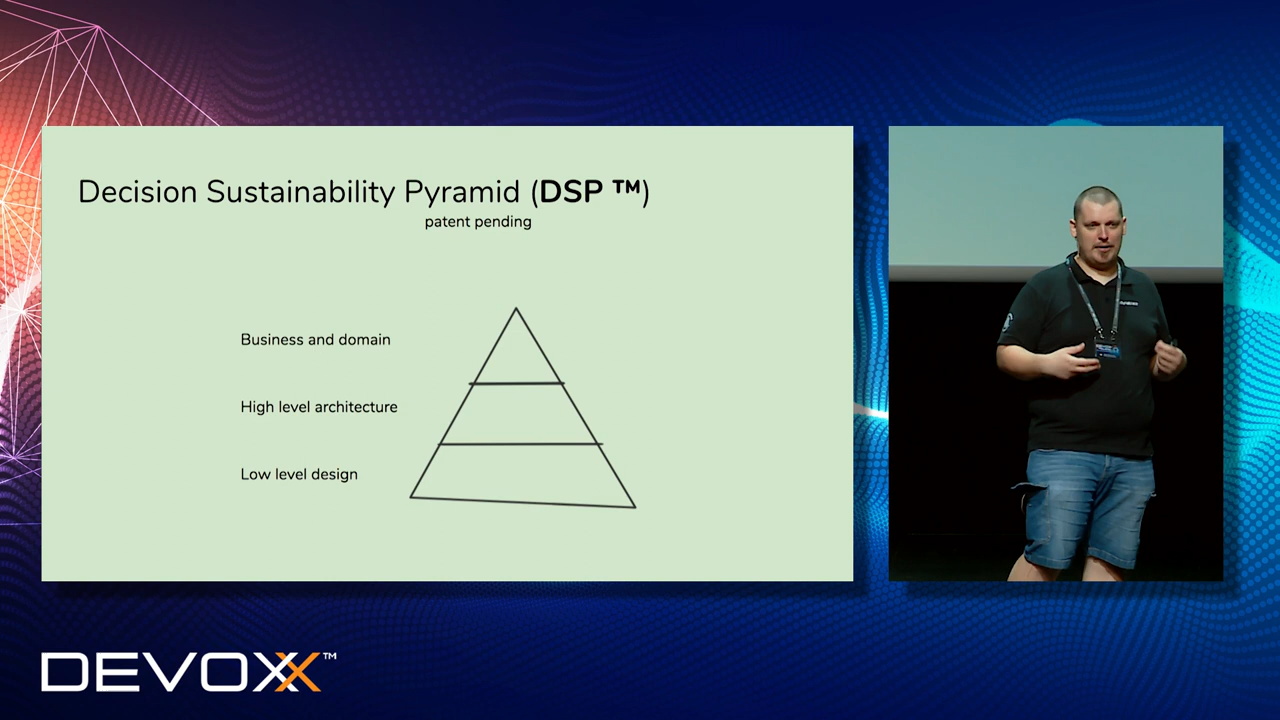 Decision Sustainability Pyramid (DSP ™)
patent pending
Business and domain
High level architecture
Low level design
DEVOXX™